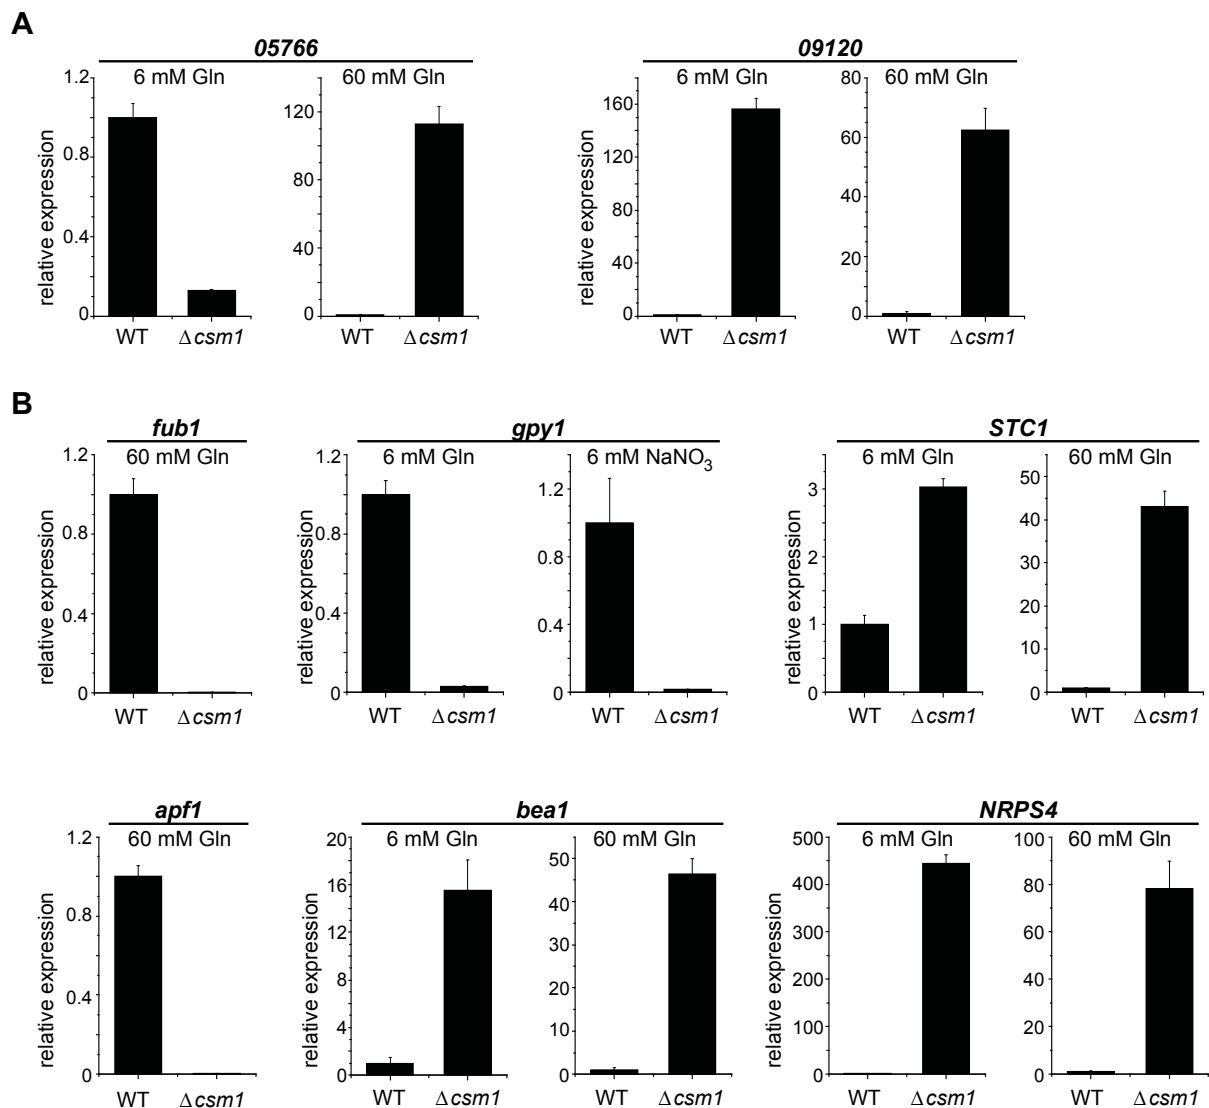 A
05766
09120
6 mM Gln
60 mM Gln
6 mM Gln
60 mM Gln
relative expression
1.2
0.8
0.4
0
WT
Δcsm1
120
80
40
0
WT
Δcsm1
relative expression
160
120
80
40
0
WT
Δcsm1
80
60
40
20
0
WT
Δcsm1
B
fub1
gpy1
STC1
60 mM Gln
6 mM Gln
6 mM NaNO3
6 mM Gln
60 mM Gln
relative expression
1.2
0.8
0.4
0
WT
Δcsm1
relative expression
1.2
0.8
0.4
0
WT
Δcsm1
1.2
0.8
0.4
0
WT
Δcsm1
relative expression
3
2
1
0
WT
Δcsm1
50
40
30
20
10
0
WT
Δcsm1
apf1
bea1
NRPS4
60 mM Gln
6 mM Gln
60 mM Gln
6 mM Gln
60 mM Gln
relative expression
1.2
0.8
0.4
0
WT
Δcsm1
relative expression
20
16
12
8
4
0
WT
Δcsm1
50
40
30
20
10
0
WT
Δcsm1
relative expression
500
400
300
200
100
0
WT
Δcsm1
100
80
60
40
20
0
WT
Δcsm1